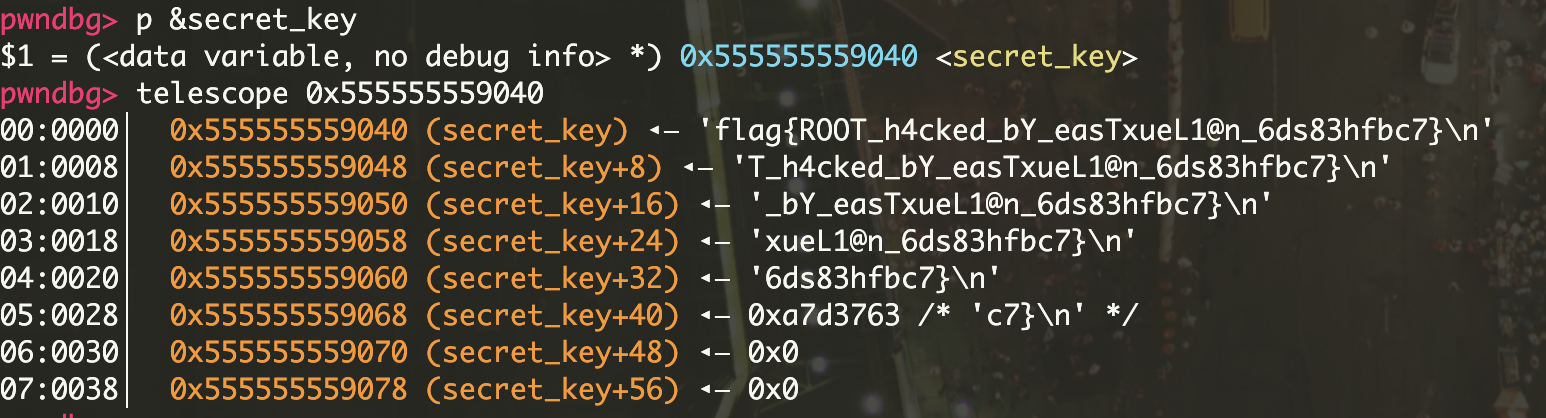 pwndbg> p &secret_key
$1 = (<data variable, no debug info> *) 0x555555559040 <secret_key>
pwndbg> telescope 0x555555559040
00:0000│  0x555555559040 (secret_key) ◂— 'flag{ROOT_h4cked_bY_easTxueL1@n_6ds83hfbc7}\n'
01:0008│  0x555555559048 (secret_key+8) ◂— 'T_h4cked_bY_easTxueL1@n_6ds83hfbc7}\n'
02:0010│  0x555555559050 (secret_key+16) ◂— '_bY_easTxueL1@n_6ds83hfbc7}\n'
03:0018│  0x555555559058 (secret_key+24) ◂— 'xueL1@n_6ds83hfbc7}\n'
04:0020│  0x555555559060 (secret_key+32) ◂— '6ds83hfbc7}\n'
05:0028│  0x555555559068 (secret_key+40) ◂— 0xa7d3763 /* 'c7}\n' */
06:0030│  0x555555559070 (secret_key+48) ◂— 0x0
07:0038│  0x555555559078 (secret_key+56) ◂— 0x0